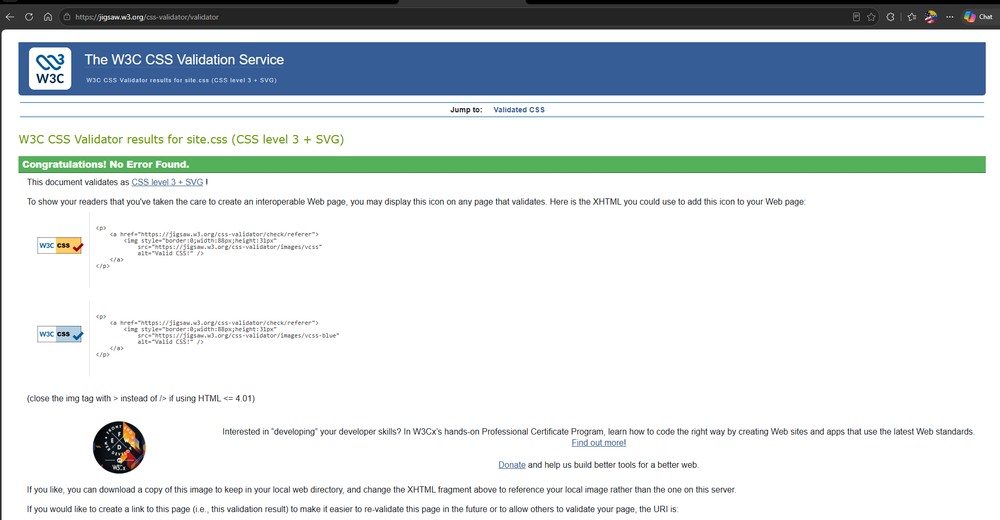 https://jigsaw.w3.org/css-validator/validator
Chat
W3C
The W3C CSS Validation Service
W3C CSS Validator results for site.css (CSS level 3 + SVG)
Jump to: Validated CSS
W3C CSS Validator results for site.css (CSS level 3 + SVG)
Congratulations! No Error Found.
This document validates as CSS level 3 + SVG !
To show your readers that you've taken the care to create an interoperable Web page, you may display this icon on any page that validates. Here is the XHTML you could use to add this icon to your Web page:
W3C css
<p>
<a href="https://jigsaw.w3.org/css-validator/check/referer">
<img style="border:0;width:88px;height:31px"
src="https://jigsaw.w3.org/css-validator/images/vcss"
alt="Valid CSS!" />
</a>
</p>
W3C css
<p>
<a href="https://jigsaw.w3.org/css-validator/check/referer">
<img style="border:0;width:88px;height:31px"
src="https://jigsaw.w3.org/css-validator/images/vcss-blue"
alt="Valid CSS!" />
</a>
</p>
(close the img tag with > instead of /> if using HTML <= 4.01)
FRONT END
F
E W
D
WEB DEVELOPER
BY
W3Cx
Interested in “developing” your developer skills? In W3Cx’s hands-on Professional Certificate Program, learn how to code the right way by creating Web sites and apps that use the latest Web standards.
Find out more!
Donate and help us build better tools for a better web.
If you like, you can download a copy of this image to keep in your local web directory, and change the XHTML fragment above to reference your local image rather than the one on this server.
If you would like to create a link to this page (i.e., this validation result) to make it easier to re-validate this page in the future or to allow others to validate your page, the URI is: